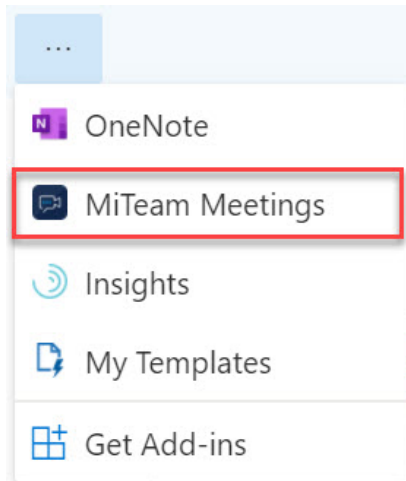 ...
OneNote
MiTeam Meetings
Insights
My Templates
Get Add-ins